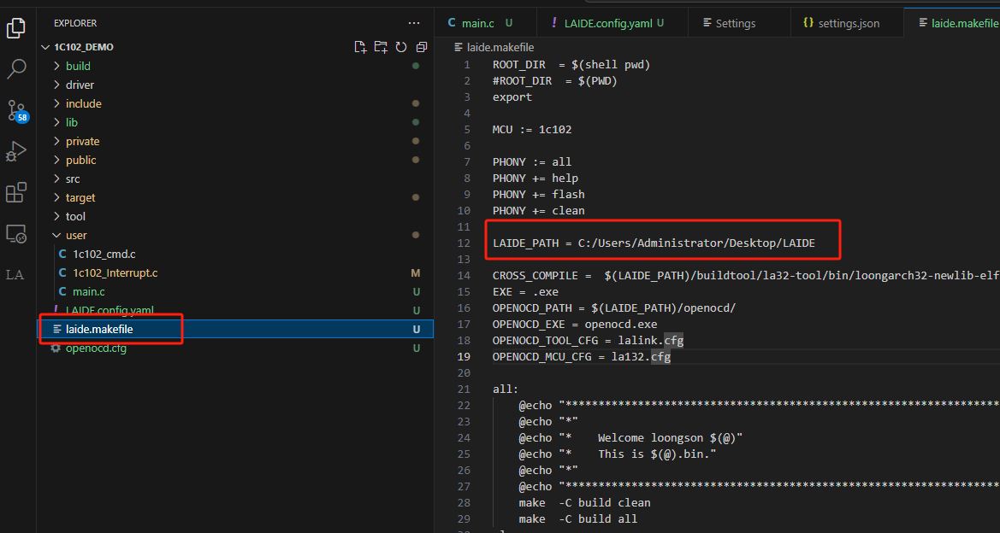 EXPLORER ...
1C102_DEMO
build
driver
include
lib
private
public
src
target
tool
user
C 1c102_cmd.c
C 1c102_Interrupt.c M
C main.c U
! LAIDE.config.yaml U
laide.makefile U
openocd.cfg U
58
LA
C main.c U
! LAIDE.config.yaml U
Settings
{} settings.json
laide.makefile
laide.makefile
1 ROOT_DIR  = $(shell pwd)
2 #ROOT_DIR  = $(PWD)
3 export
4
5 MCU := 1c102
6
7 PHONY := all
8 PHONY += help
9 PHONY += flash
10 PHONY += clean
11
12 LAIDE_PATH = C:/Users/Administrator/Desktop/LAIDE
13
14 CROSS_COMPILE =  $(LAIDE_PATH)/buildtool/la32-tool/bin/loongarch32-newlib-elf
15 EXE = .exe
16 OPENOCD_PATH = $(LAIDE_PATH)/openocd/
17 OPENOCD_EXE = openocd.exe
18 OPENOCD_TOOL_CFG = lalink.cfg
19 OPENOCD_MCU_CFG = la132.cfg
20
21 all:
22 @echo "******************************************************************
23 @echo "*"
24 @echo "*    Welcome loongson $(@)"
25 @echo "*    This is $(@).bin."
26 @echo "*"
27 @echo "******************************************************************
28 make  -C build clean
29 make  -C build all